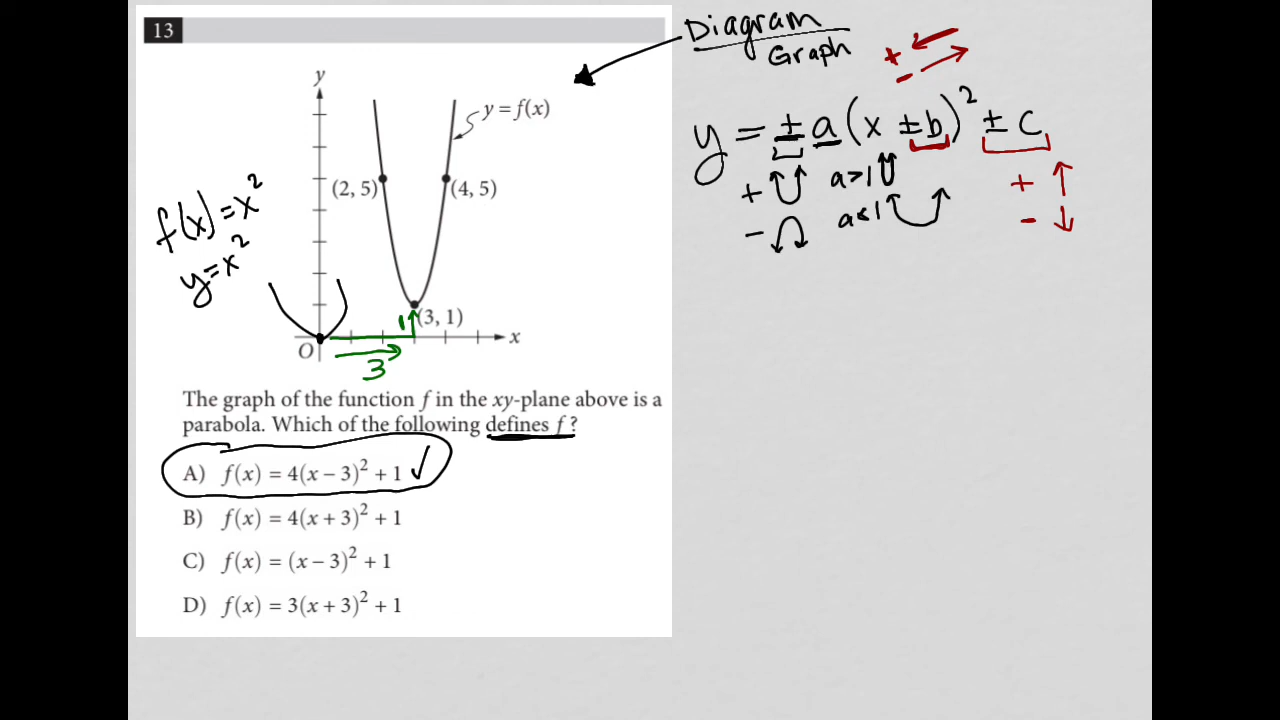 13
Diagram
Graph
+
-
y
y = f(x)
(2, 5)
(4, 5)
(3, 1)
1
3
O
x
f(x) = x²
y = x²
y = ± a (x ± b)² ± c
+ a > 1 +
- a < 1 -
The graph of the function f in the xy-plane above is a
parabola. Which of the following defines f ?
A) f(x) = 4(x − 3)² + 1 ✓
B) f(x) = 4(x + 3)² + 1
C) f(x) = (x − 3)² + 1
D) f(x) = 3(x + 3)² + 1